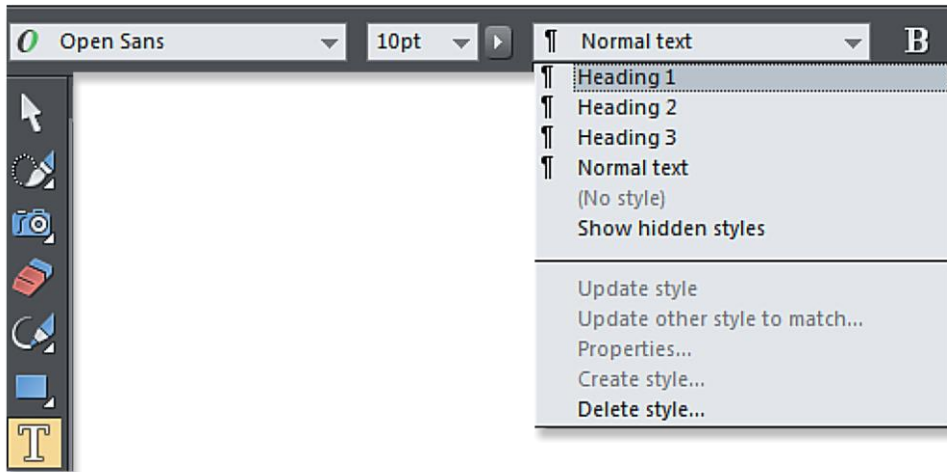 Open Sans 10pt ¶ Normal text B
¶ Heading 1
¶ Heading 2
¶ Heading 3
¶ Normal text
(No style)
Show hidden styles
Update style
Update other style to match...
Properties...
Create style...
Delete style...
T